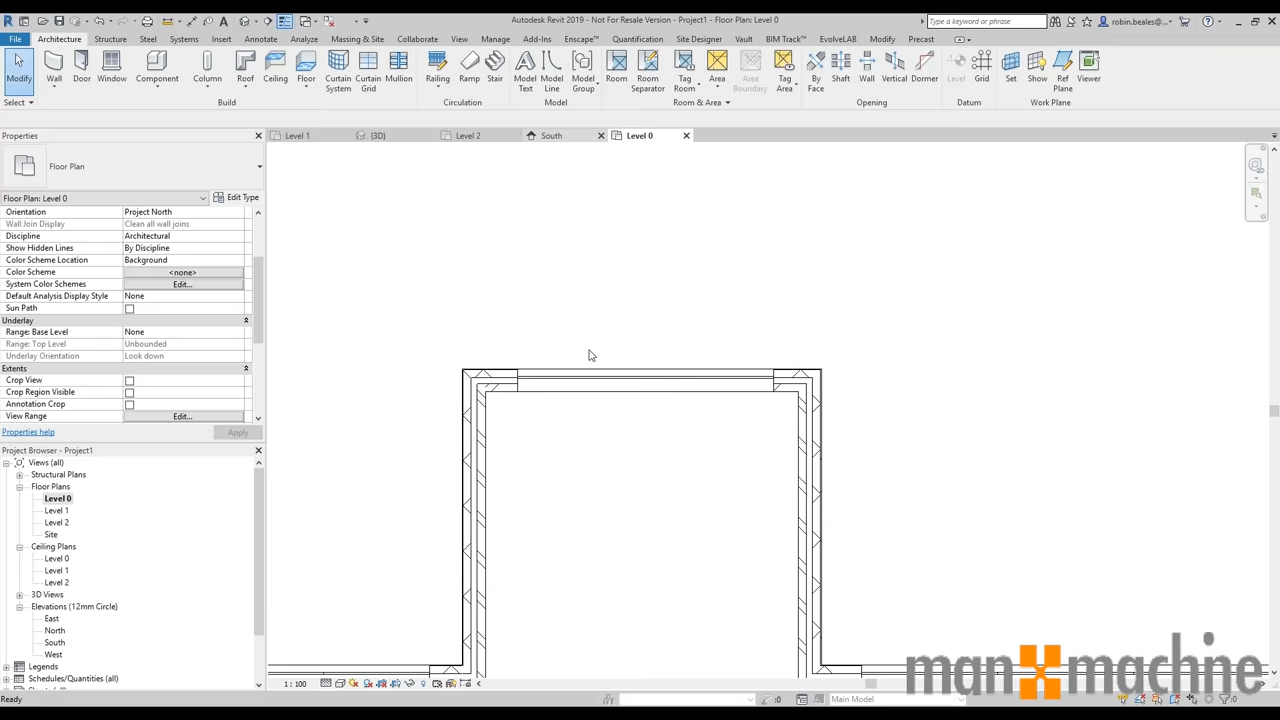 Autodesk Revit 2019 - Not For Resale Version - Project1 - Floor Plan: Level 0
Type a keyword or phrase
robin.beales@...
File Architecture Structure Steel Systems Insert Annotate Analyze Massing & Site Collaborate View Manage Add-Ins Enscape™ Quantification Site Designer Vault BIM Track™ EvolveLAB Modify Precast
Modify Wall Door Window Component Column Roof Ceiling Floor Curtain System Curtain Grid Mullion Railing Ramp Stair Model Text Model Line Model Group Room Room Separator Tag Room Area Area Boundary Tag Area By Face Shaft Wall Vertical Dormer Level Grid Set Show Ref Plane Viewer
Select Build Circulation Model Room & Area Opening Datum Work Plane
Properties
Level 1 {3D} Level 2 South Level 0
Floor Plan
Floor Plan: Level 0 Edit Type
Orientation Project North
Wall Join Display Clean all wall joins
Discipline Architectural
Show Hidden Lines By Discipline
Color Scheme Location Background
Color Scheme <none>
System Color Schemes Edit...
Default Analysis Display Style None
Sun Path
Underlay
Range: Base Level None
Range: Top Level Unbounded
Underlay Orientation Look down
Extents
Crop View
Crop Region Visible
Annotation Crop
View Range Edit...
Properties help Apply
Project Browser - Project1
Views (all)
Structural Plans
Floor Plans
Level 0
Level 1
Level 2
Site
Ceiling Plans
Level 0
Level 1
Level 2
3D Views
Elevations (12mm Circle)
East
North
South
West
Legends
Schedules/Quantities (all)
1 : 100
Ready :0 Main Model :0
man machine